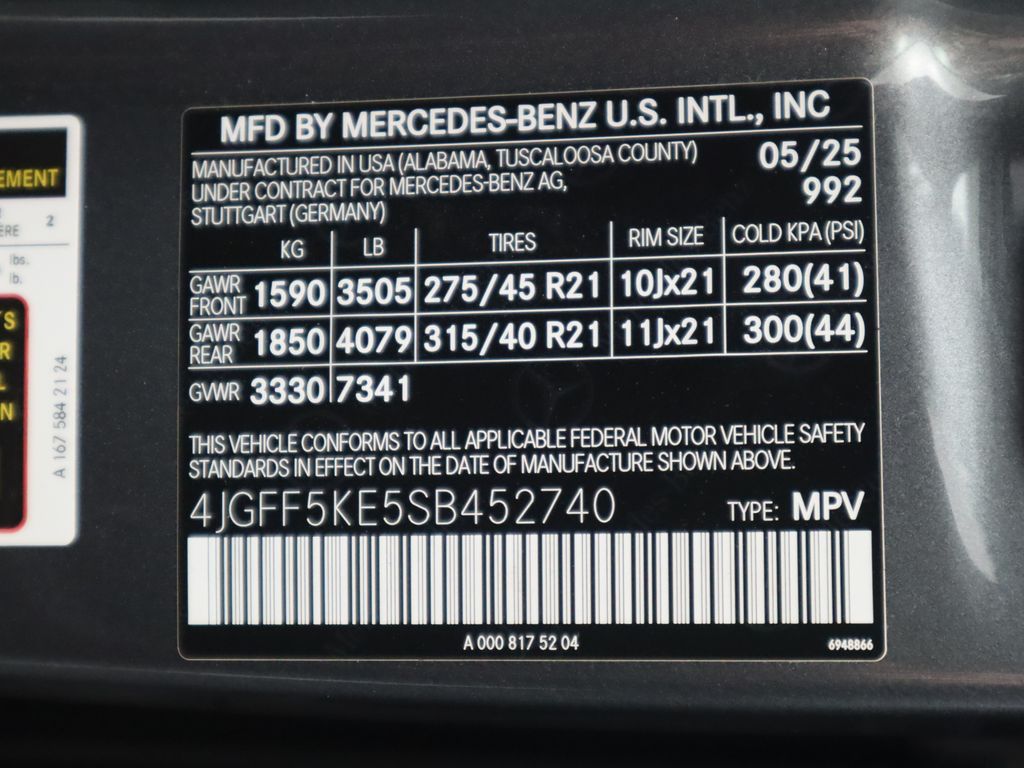 MFD BY MERCEDES-BENZ U.S. INTL., INC
MANUFACTURED IN USA (ALABAMA, TUSCALOOSA COUNTY) 05/25
UNDER CONTRACT FOR MERCEDES-BENZ AG, 992
STUTTGART (GERMANY)
KG LB TIRES RIM SIZE COLD KPA (PSI)
GAWR FRONT 1590 3505 275/45 R21 10Jx21 280(41)
GAWR REAR 1850 4079 315/40 R21 11Jx21 300(44)
GVWR 3330 7341
THIS VEHICLE CONFORMS TO ALL APPLICABLE FEDERAL MOTOR VEHICLE SAFETY
STANDARDS IN EFFECT ON THE DATE OF MANUFACTURE SHOWN ABOVE.
4JGFF5KE5SB452740 TYPE: MPV
A 000 817 52 04 6948866
EMENT
ERE 2
lbs.
lb.
A 167 584 21 24